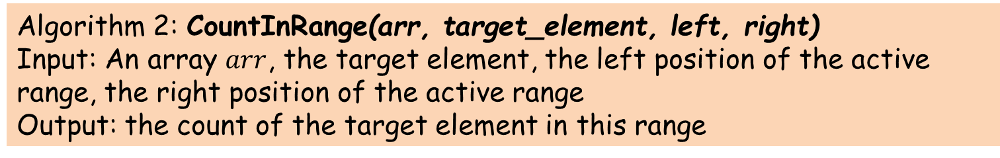 Algorithm 2: CountInRange(arr, target_element, left, right)
Input: An array arr, the target element, the left position of the active
range, the right position of the active range
Output: the count of the target element in this range